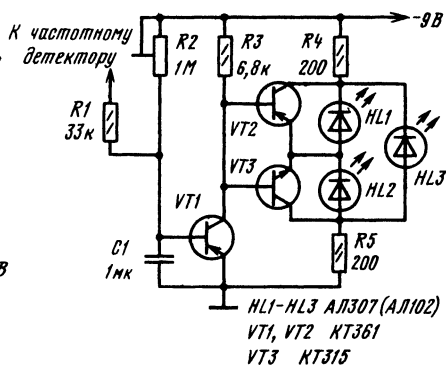 К частотному
детектору
-9В
R2
1М
R3
6,8к
R4
200
R1
33к
VT2
HL1
HL3
VT3
HL2
VT1
C1
1мк
R5
200
В
HL1-HL3 АЛ307 (АЛ102)
VT1, VT2 КТ361
VT3 КТ315